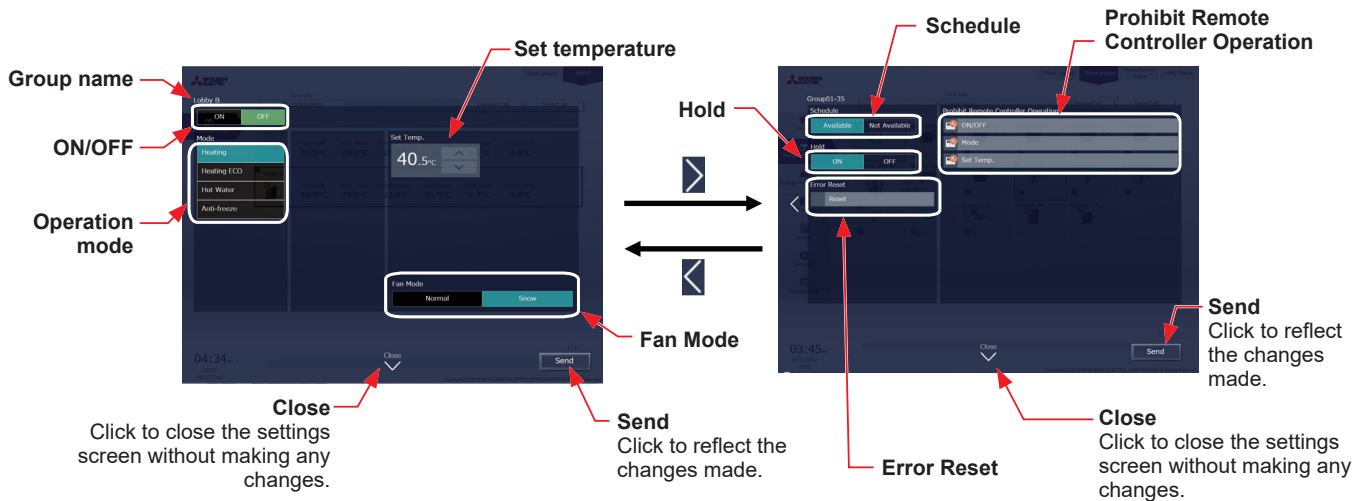 Group name
ON/OFF
Operation
mode
Set temperature
MITSUBISHI
ELECTRIC
Lobby B
ON OFF
Mode
Heating
Heating ECO
Hot Water
Anti-freeze
Set Temp.
40.5°C
Fan Mode
Normal Snow
04:34
Close
Send
Fan Mode
Close
Click to close the settings
screen without making any
changes.
Send
Click to reflect the
changes made.
Hold
Schedule
Prohibit Remote
Controller Operation
MITSUBISHI
ELECTRIC
Group01-35
Schedule
Available Not Available
Hold
ON OFF
Error Reset
Reset
Prohibit Remote Controller Operation
ON/OFF
Mode
Set Temp.
03:45
Close
Send
Send
Click to reflect
the changes
made.
Close
Click to close the settings
screen without making any
changes.
Error Reset